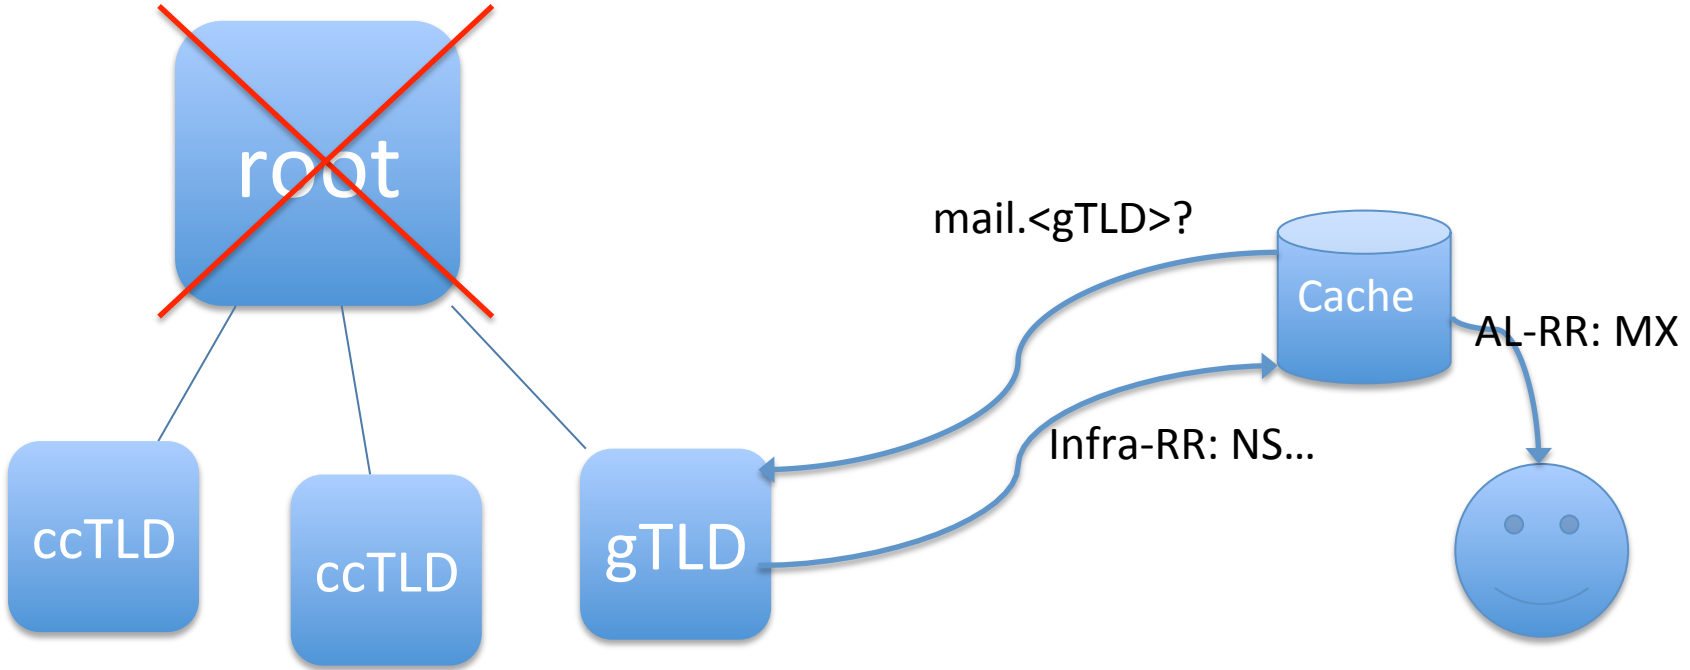 root
mail.<gTLD>?
Cache
AL-RR: MX
Infra-RR: NS...
ccTLD
ccTLD
gTLD